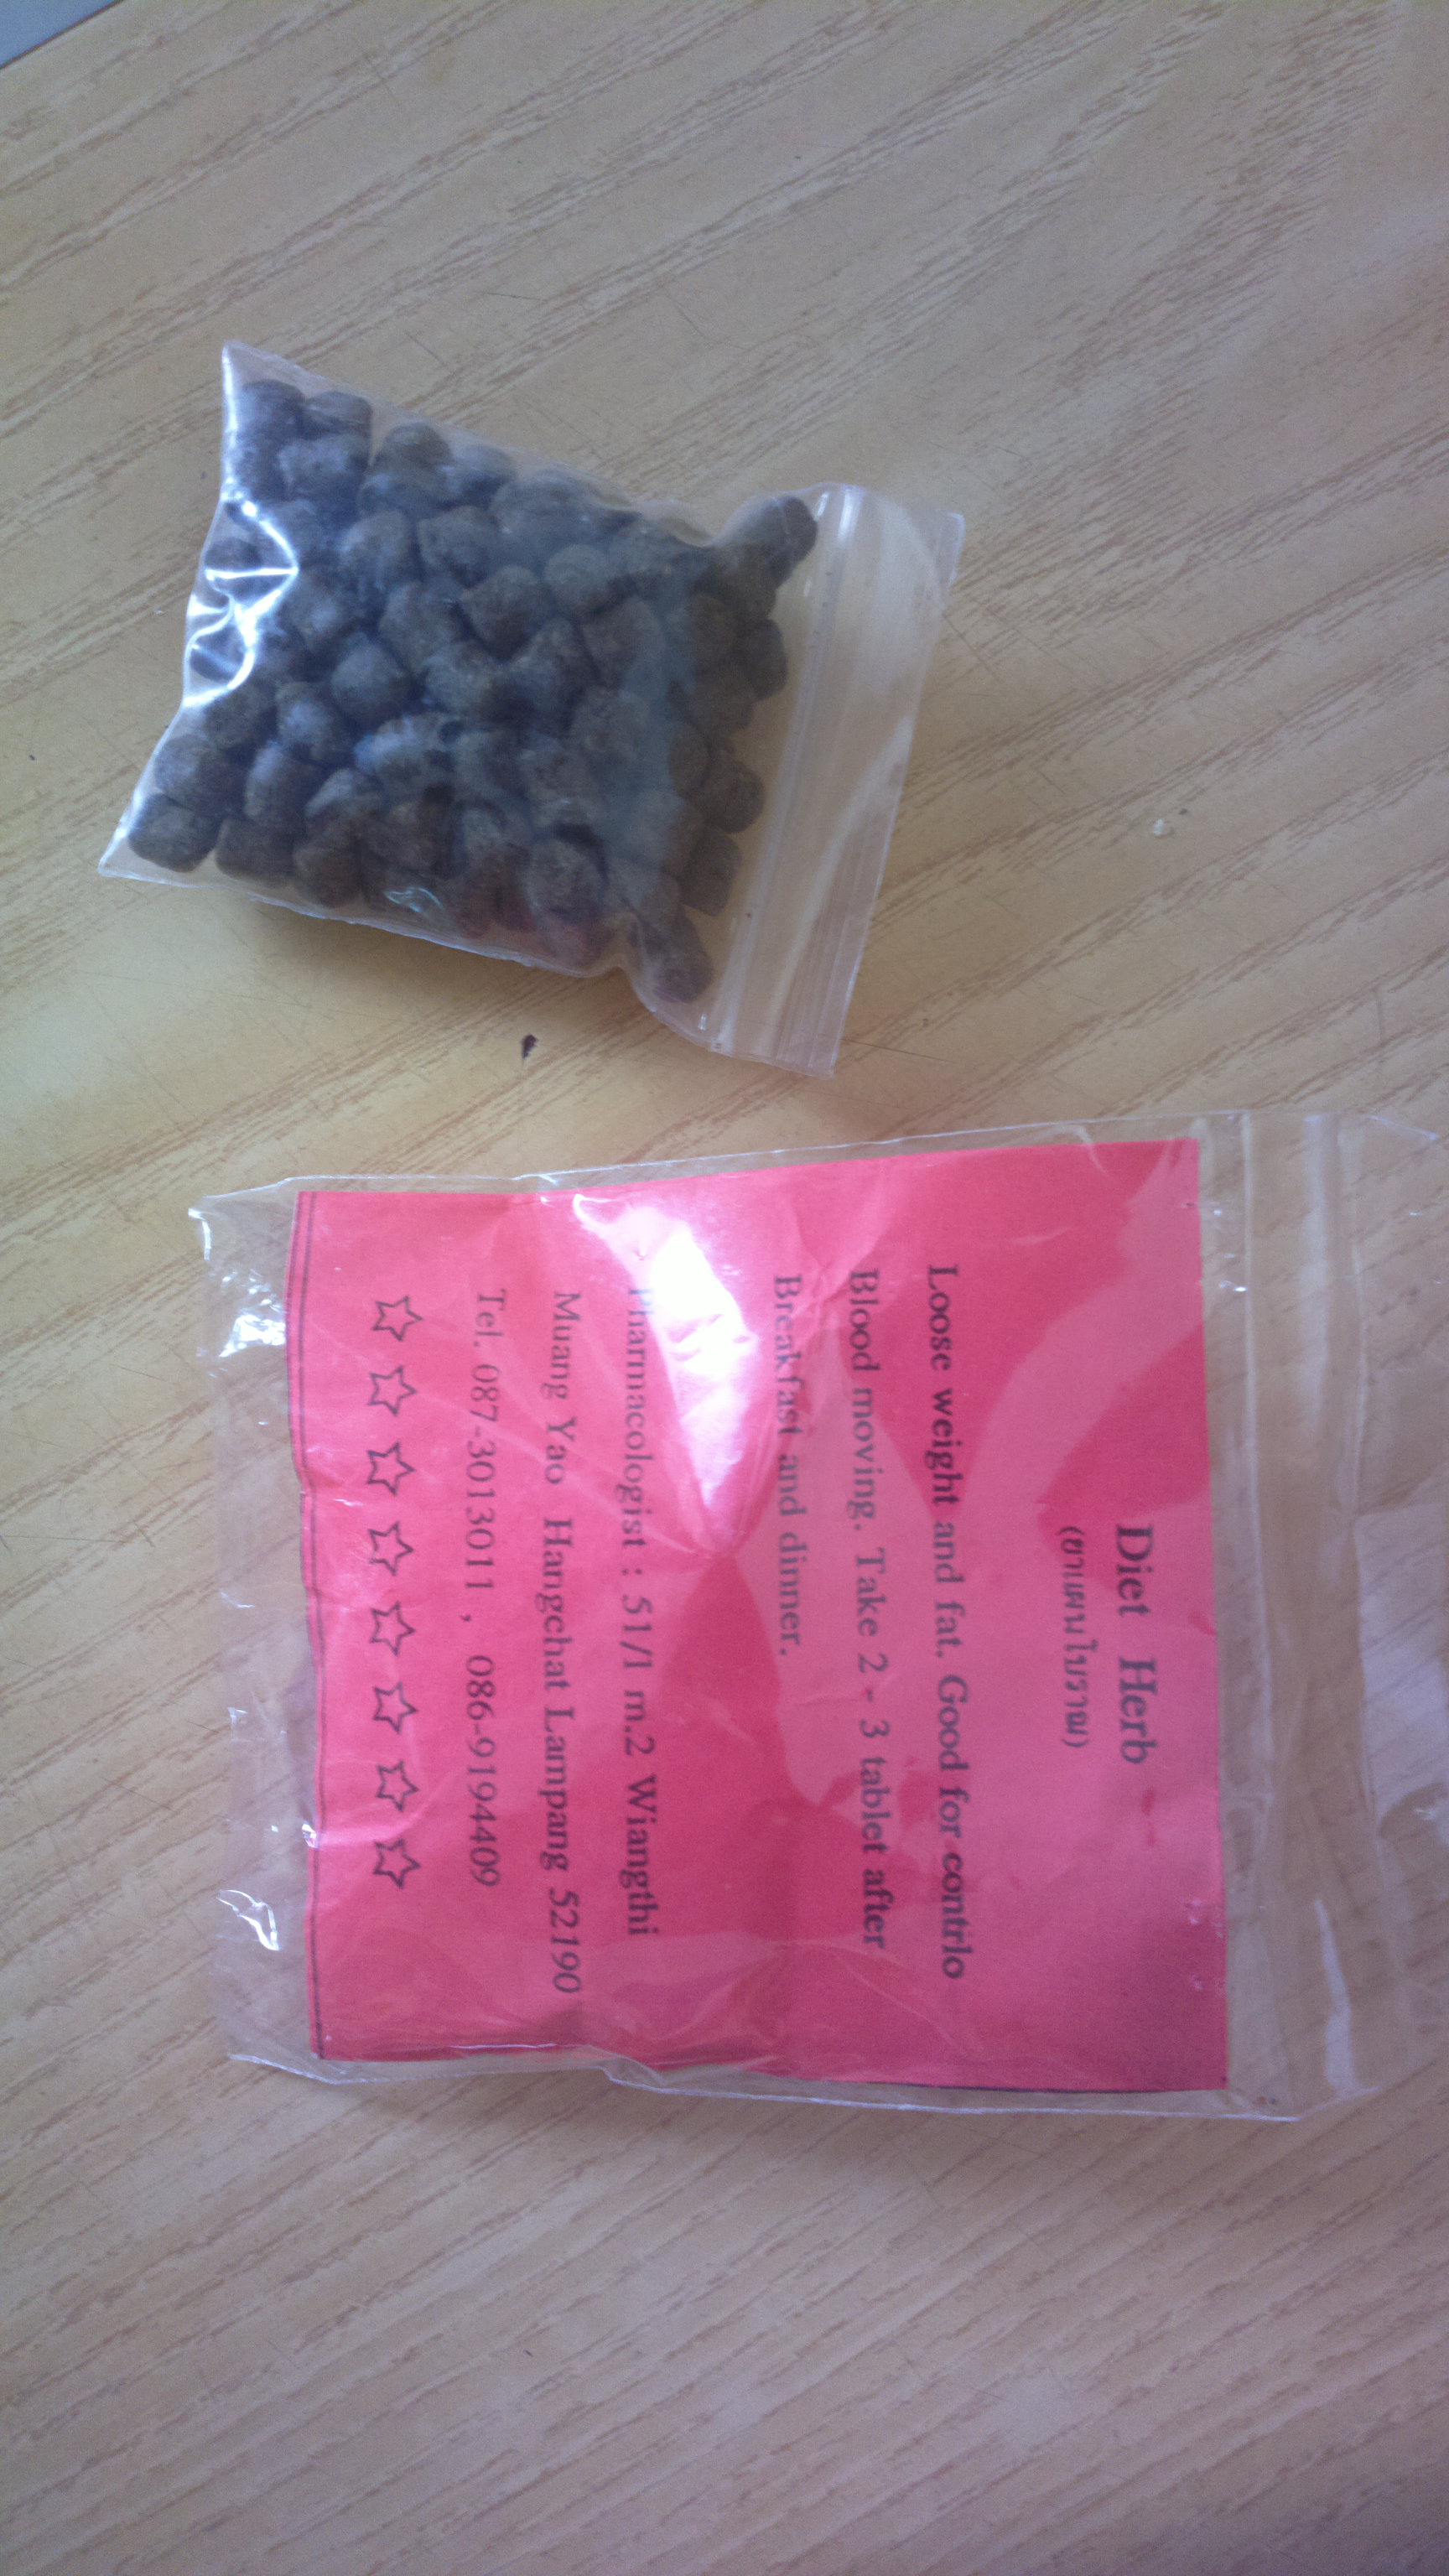 Diet Herb
(ยาแผนโบราณ)
Loose weight and fat. Good for contrlo
Blood moving. Take 2 - 3 tablet after
Breakfast and dinner.
Pharmacologist : 51/1 m.2 Wiangthi
Muang Yao Hangchat Lampang 52190
Tel. 087-3013011 , 086-9194409